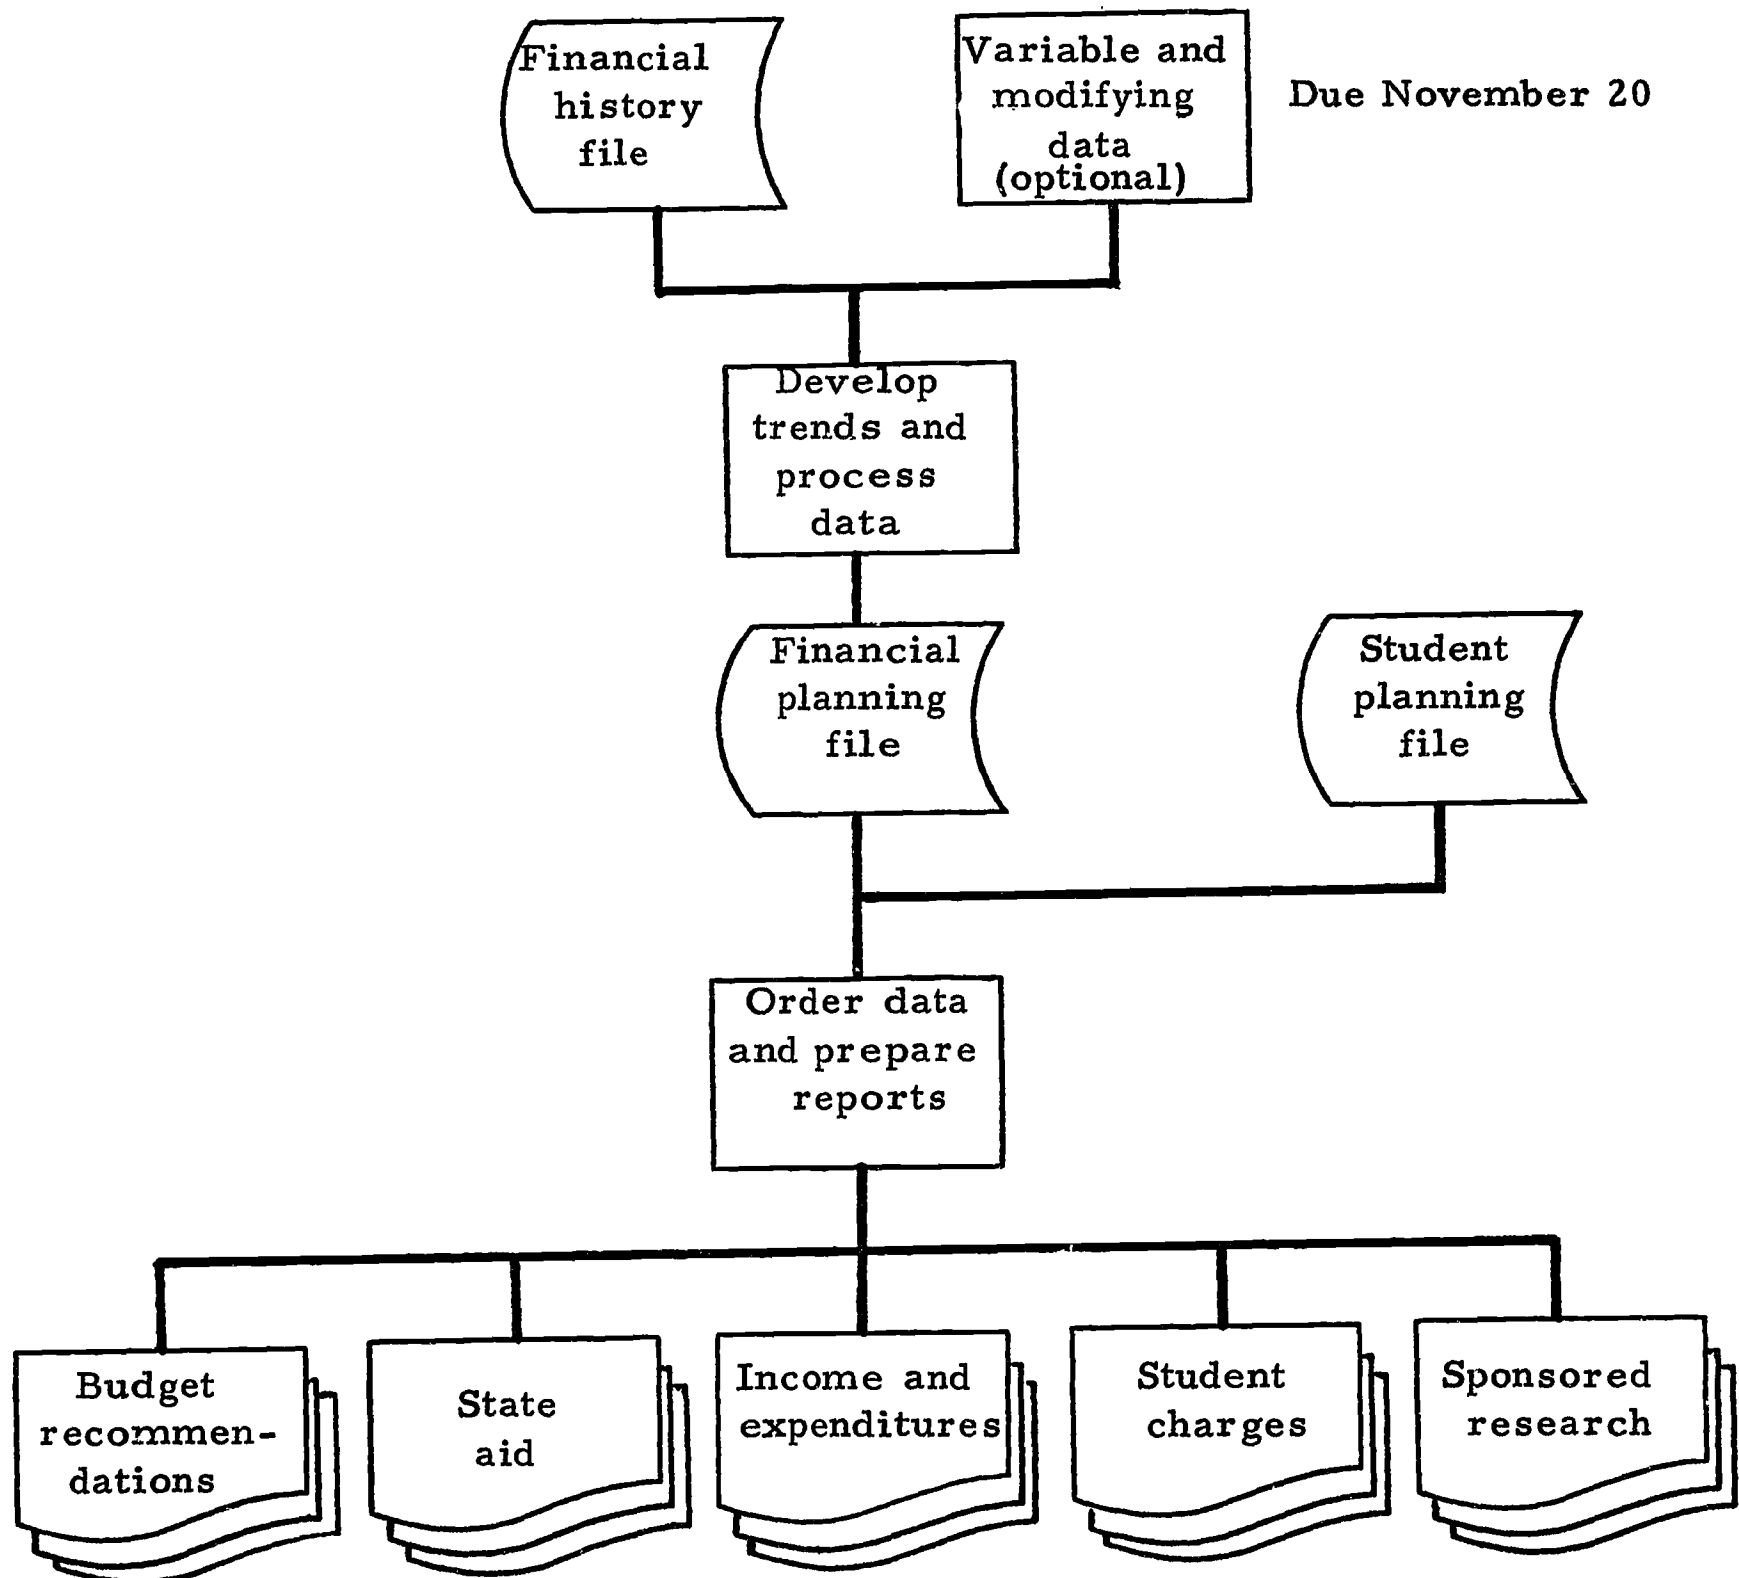 Financial
history
file
Variable and
modifying
data
(optional)
Due November 20
Develop
trends and
process
data
Financial
planning
file
Student
planning
file
Order data
and prepare
reports
Budget
recommen-
dations
State
aid
Income and
expenditures
Student
charges
Sponsored
research